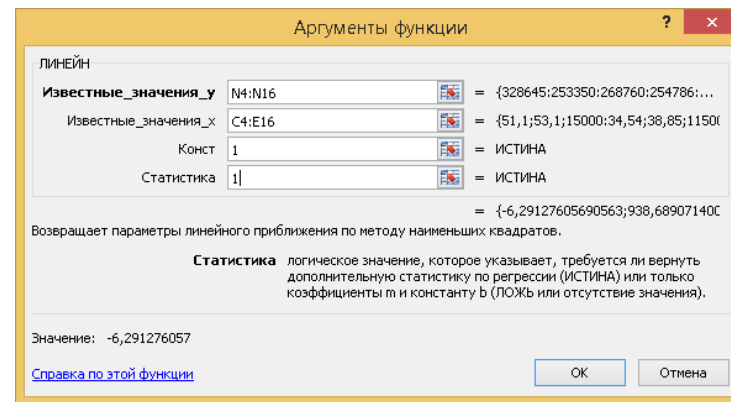 Аргументы функции ? ×
ЛИНЕЙН
Известные_значения_y N4:N16 = {328645:253350:268760:254786:...
Известные_значения_x C4:E16 = {51,1;53,1;15000:34,54;38,85;1150(
Конст 1 = ИСТИНА
Статистика 1 = ИСТИНА
= {-6,29127605690563;938,68907140(
Возвращает параметры линейного приближения по методу наименьших квадратов.
Статистика логическое значение, которое указывает, требуется ли вернуть
дополнительную статистику по регрессии (ИСТИНА) или только
коэффициенты m и константу b (ЛОЖЬ или отсутствие значения).
Значение: -6,291276057
Справка по этой функции
ОК Отмена